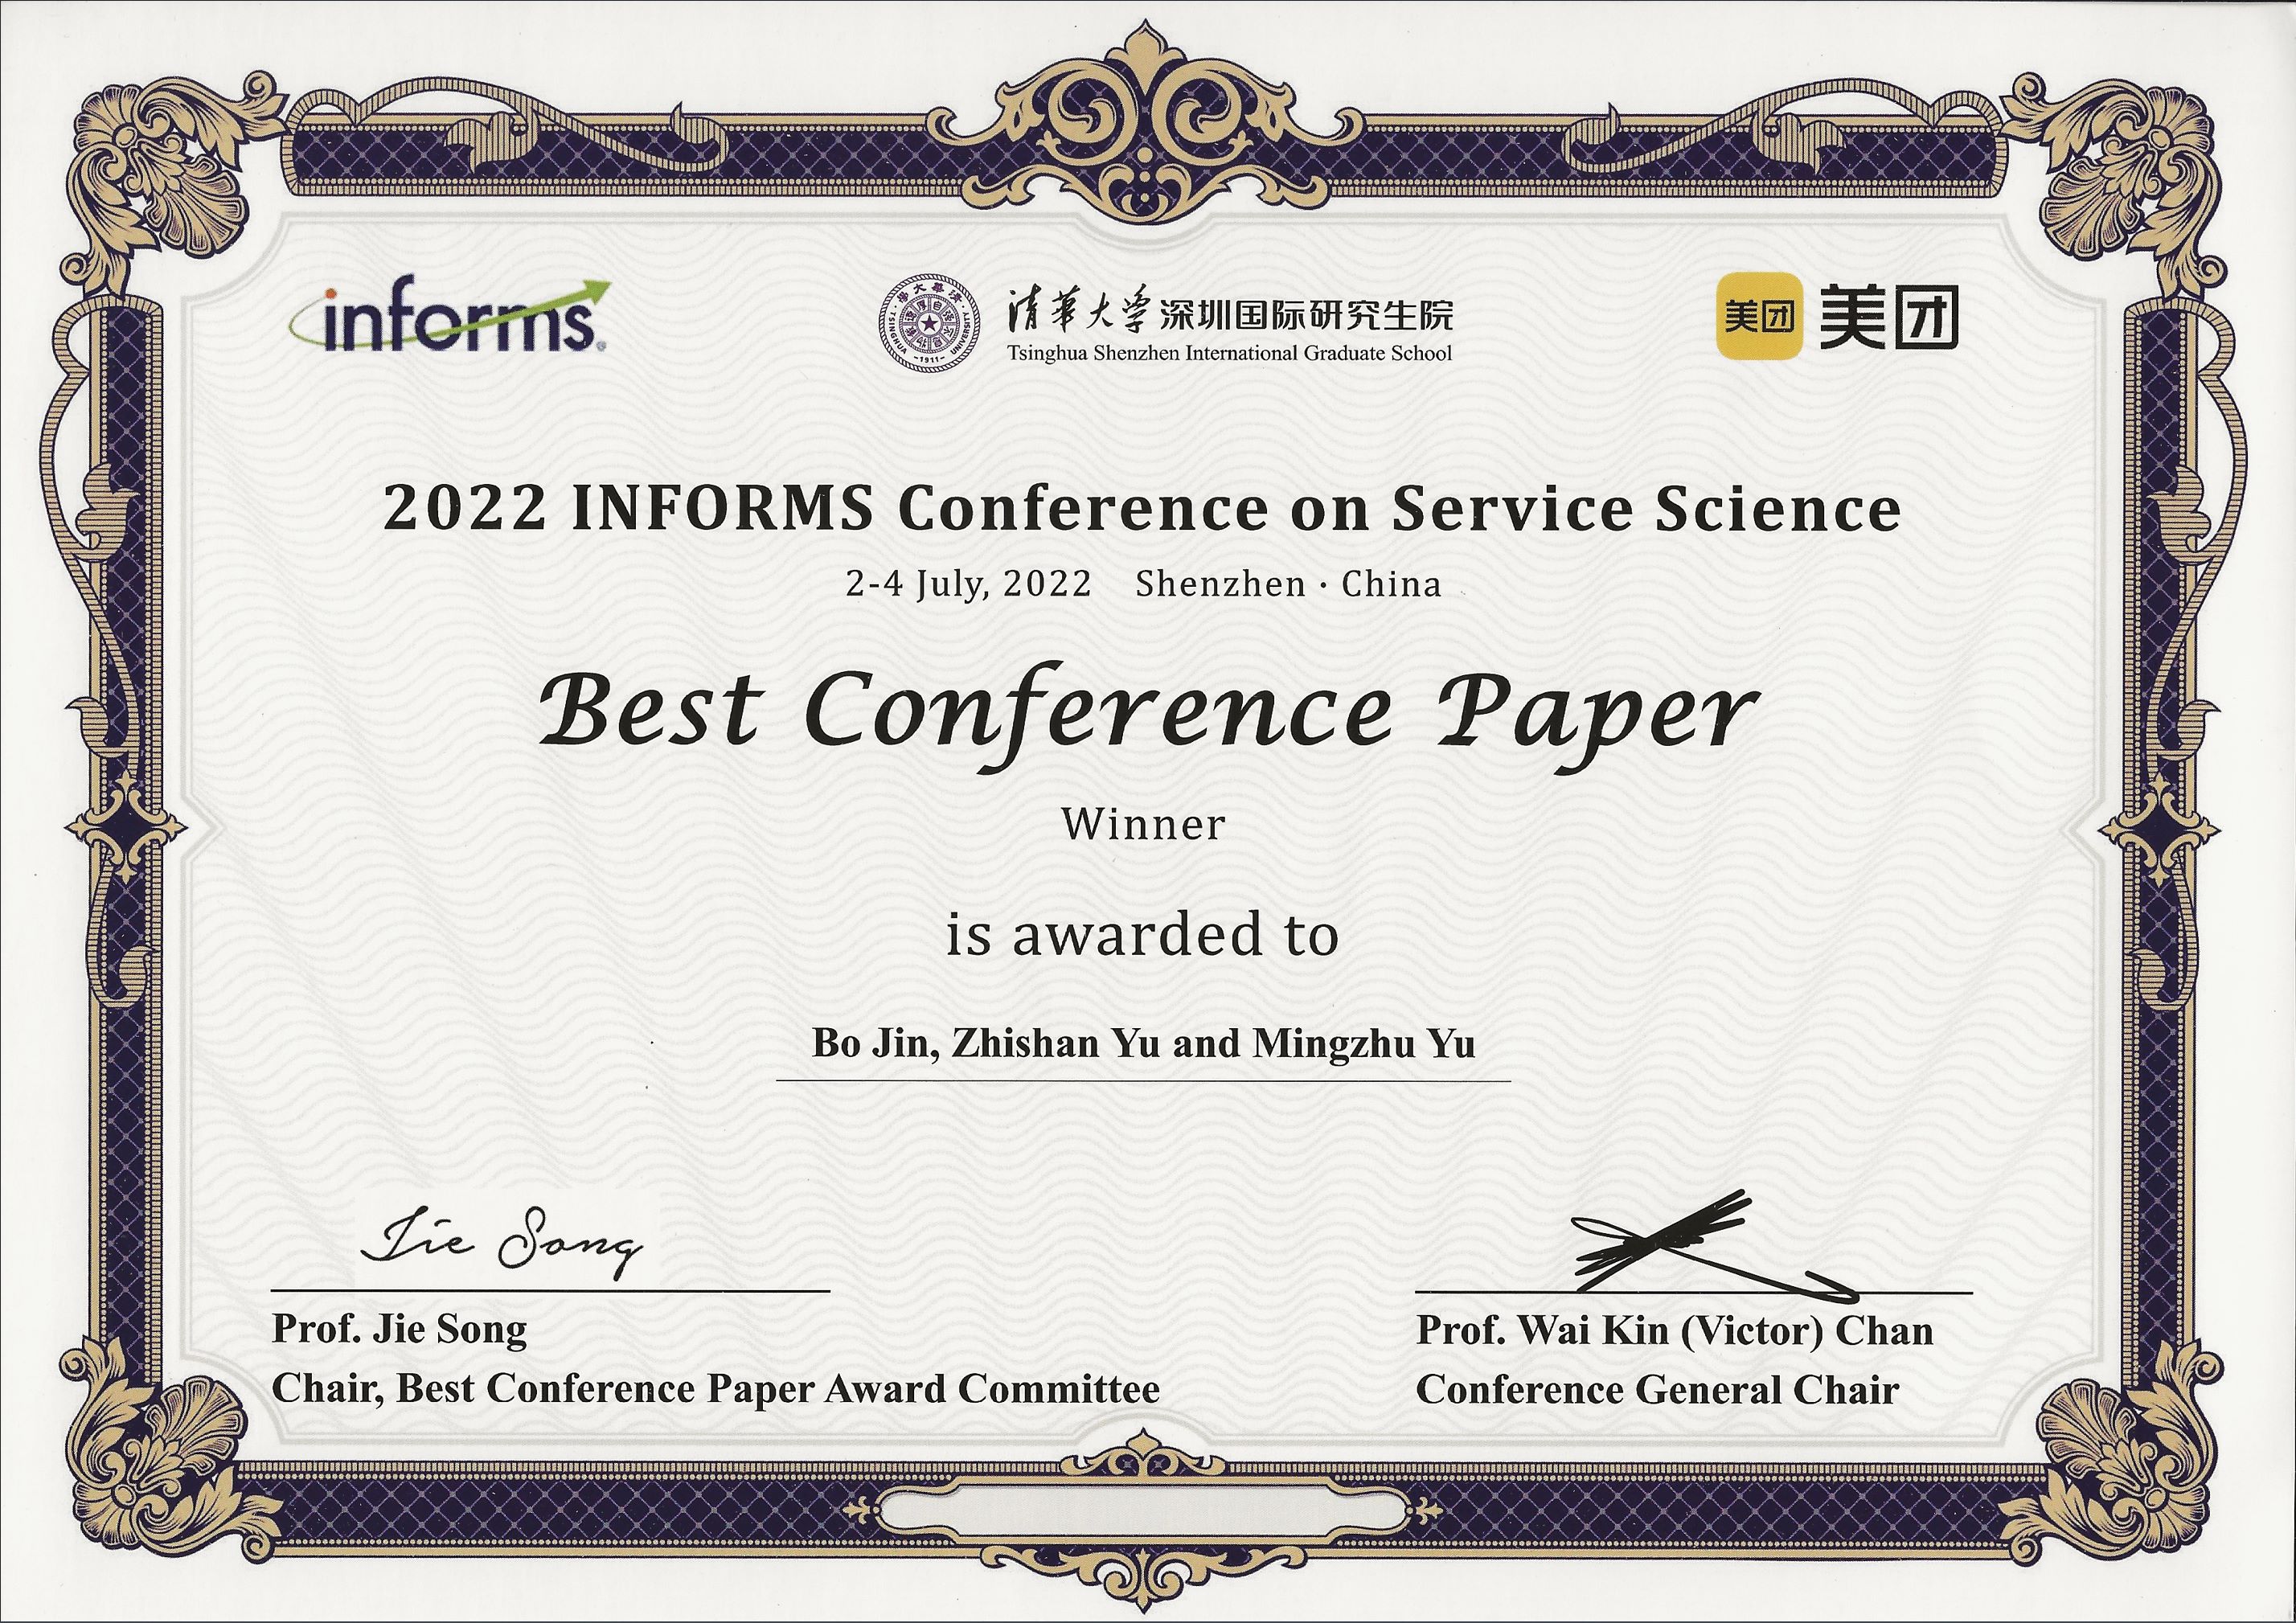 informs
清华大学深圳国际研究生院
Tsinghua Shenzhen International Graduate School
美团 美团
2022 INFORMS Conference on Service Science
2-4 July, 2022 Shenzhen · China
Best Conference Paper
Winner
is awarded to
Bo Jin, Zhishan Yu and Mingzhu Yu
Jie Song
Prof. Jie Song
Chair, Best Conference Paper Award Committee
Prof. Wai Kin (Victor) Chan
Conference General Chair